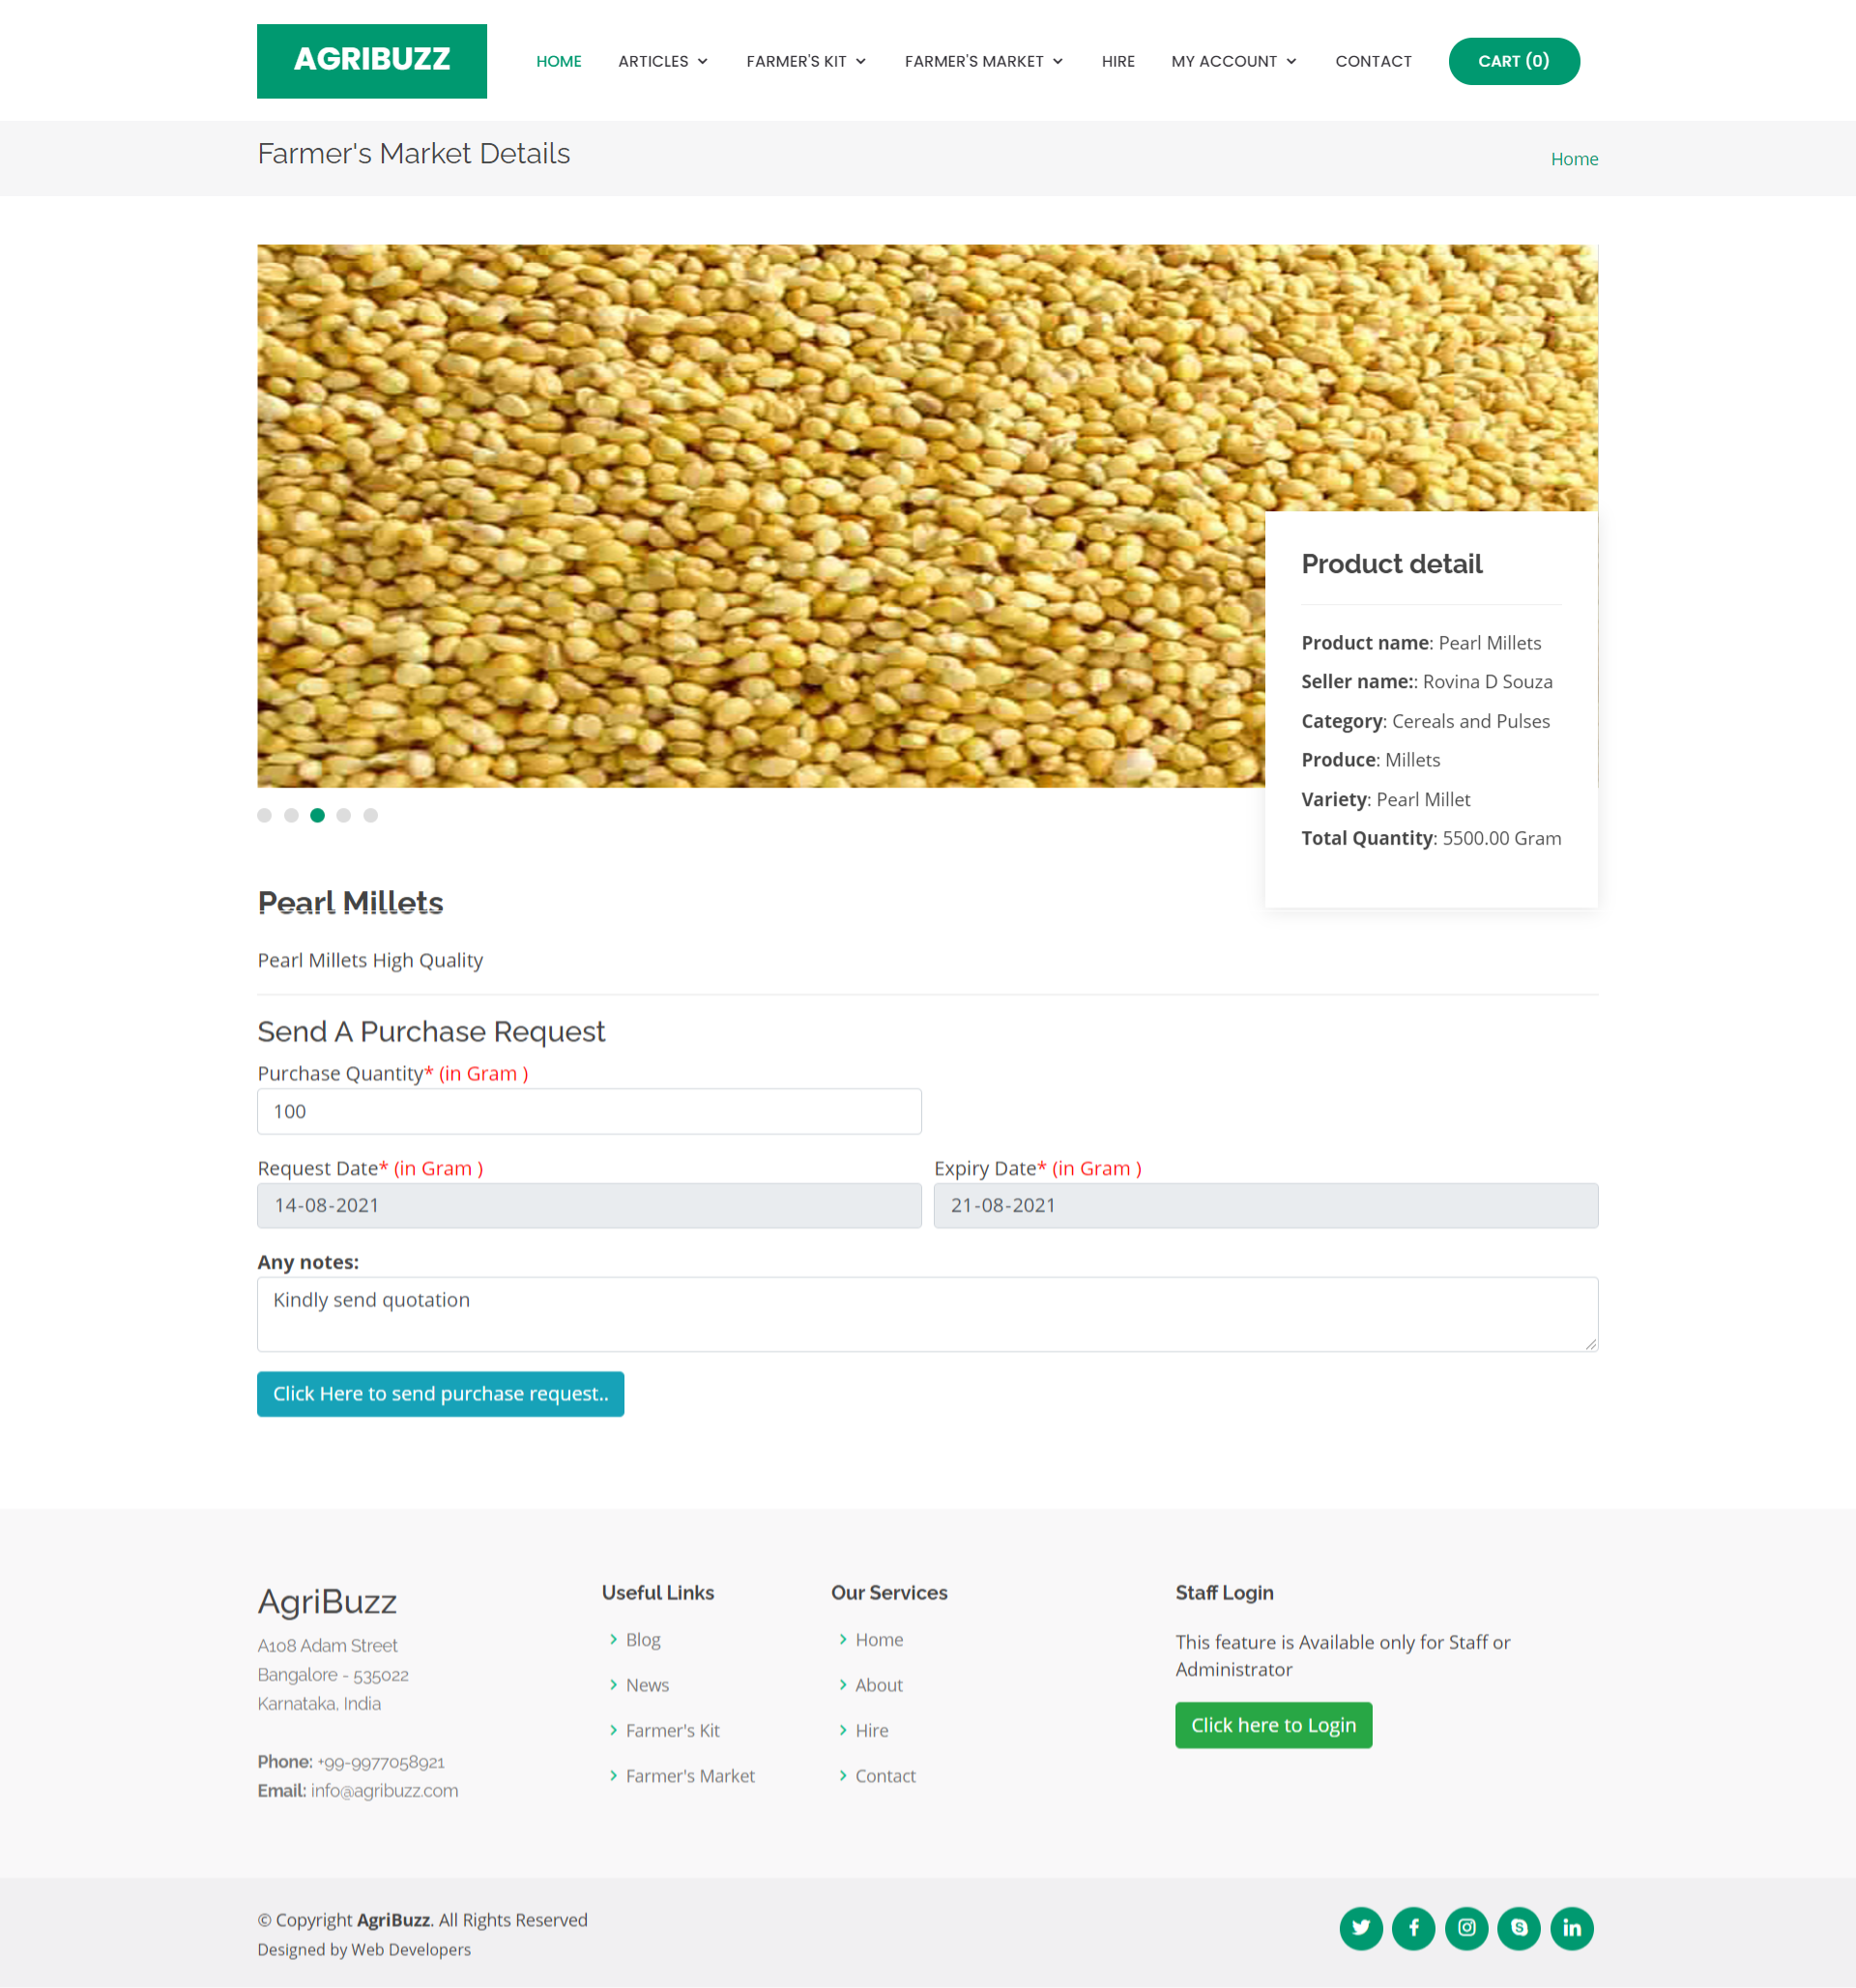 AGRIBUZZ
HOME ARTICLES FARMER'S KIT FARMER'S MARKET HIRE MY ACCOUNT CONTACT CART (0)
Farmer's Market Details
Home
Product detail
Product name: Pearl Millets
Seller name:: Rovina D Souza
Category: Cereals and Pulses
Produce: Millets
Variety: Pearl Millet
Total Quantity: 5500.00 Gram
Pearl Millets
Pearl Millets High Quality
Send A Purchase Request
Purchase Quantity* (in Gram )
100
Request Date* (in Gram ) Expiry Date* (in Gram )
14-08-2021 21-08-2021
Any notes:
Kindly send quotation
Click Here to send purchase request..
AgriBuzz
A108 Adam Street
Bangalore - 535022
Karnataka, India
Phone: +99-9977058921
Email: info@agribuzz.com
Useful Links
Blog
News
Farmer's Kit
Farmer's Market
Our Services
Home
About
Hire
Contact
Staff Login
This feature is Available only for Staff or
Administrator
Click here to Login
© Copyright AgriBuzz. All Rights Reserved
Designed by Web Developers